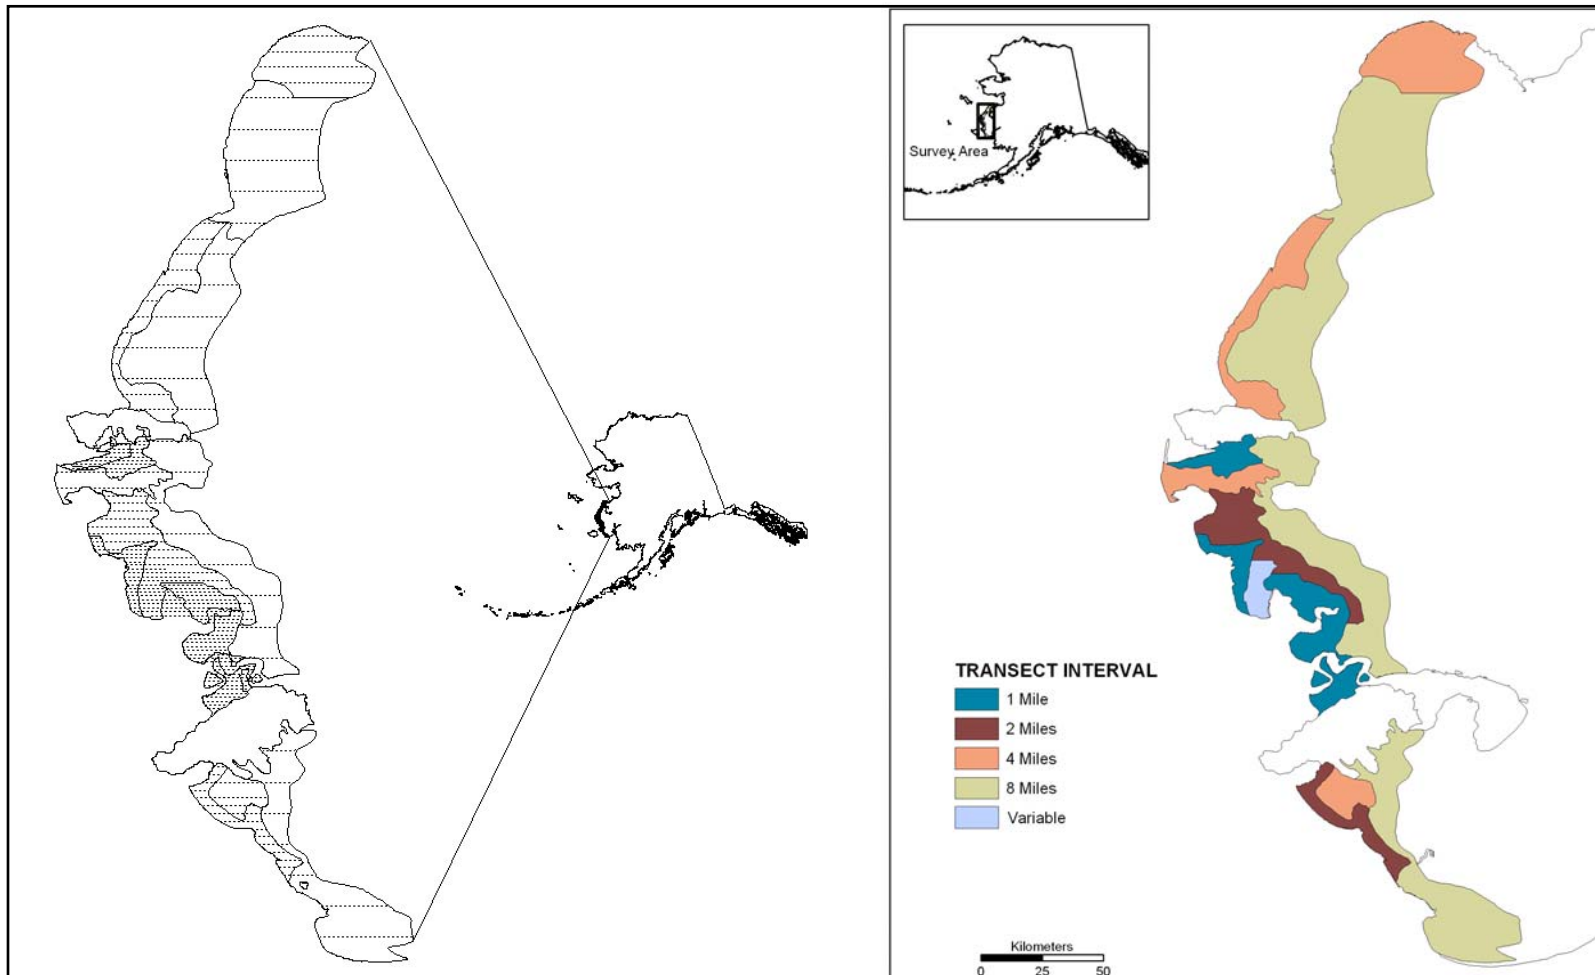 Survey Area
TRANSECT INTERVAL
1 Mile
2 Miles
4 Miles
8 Miles
Variable
Kilometers
0 25 50